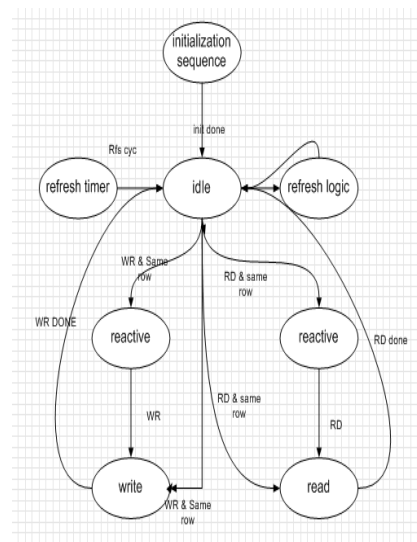 initialization
sequence
init done
Rfs cyc
refresh timer
idle
refresh logic
WR & Same
row
RD & same
row
WR DONE
reactive
reactive
RD done
RD & same
row
WR
RD
write
read
WR & Same
row